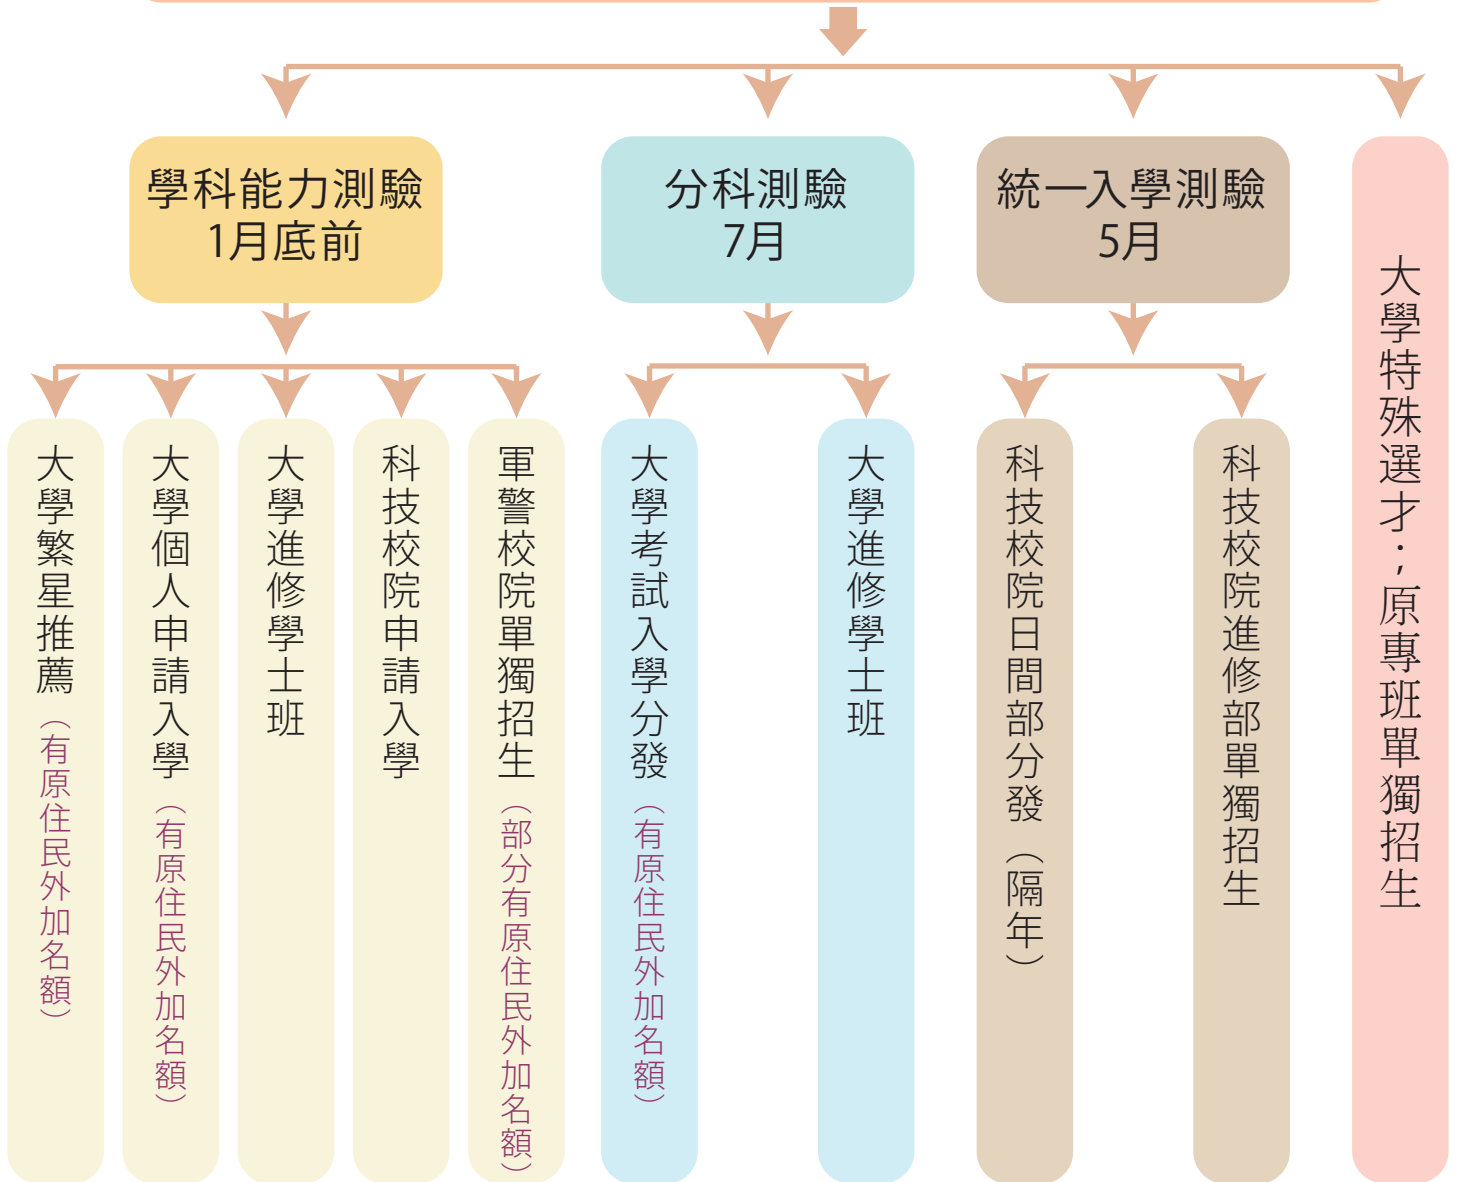 學科能力測驗
1月底前
分科測驗
7月
統一入學測驗
5月
大學特殊選才；原專班單獨招生
大學繁星推薦（有原住民外加名額）
大學個人申請入學（有原住民外加名額）
大學進修學士班
科技校院申請入學
軍警校院單獨招生（部分有原住民外加名額）
大學考試入學分發（有原住民外加名額）
大學進修學士班
科技校院日間部分發（隔年）
科技校院進修部單獨招生